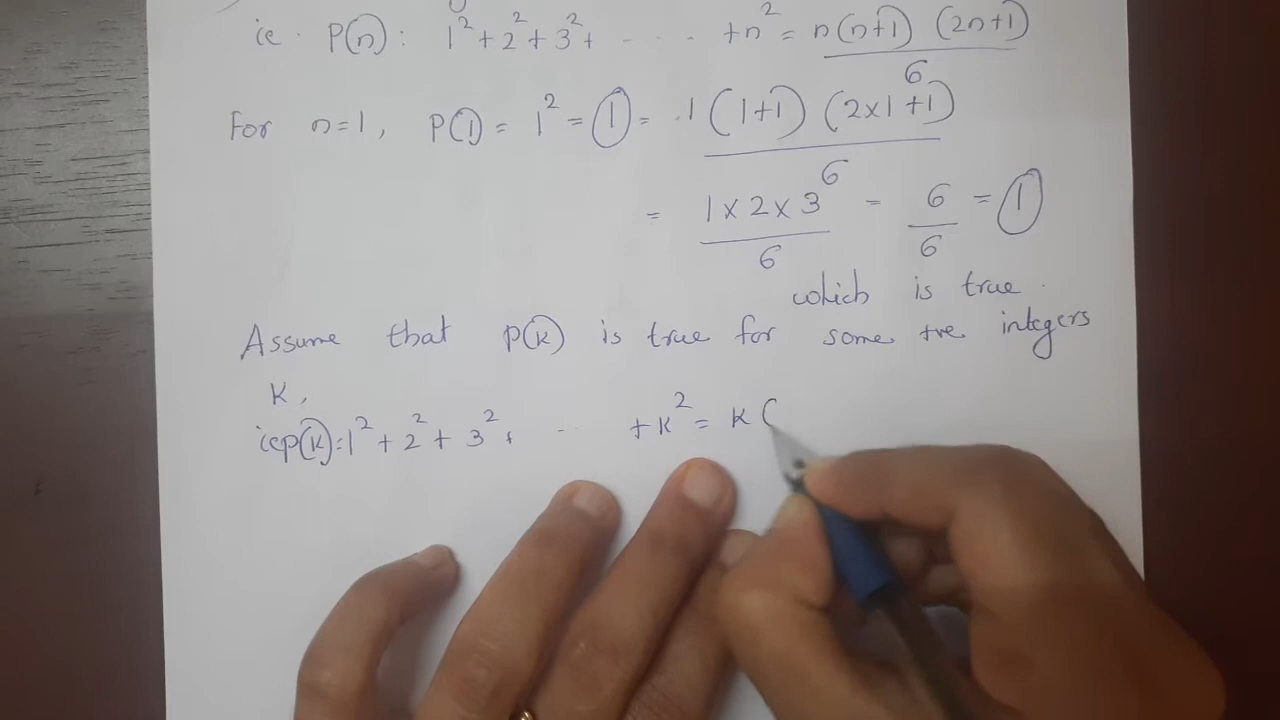 ie. P(n): 1² + 2² + 3² + - - - + n² = n(n+1) (2n+1)
6
For n=1, P(1) = 1² = 1 = 1 (1+1) (2×1+1)
6
= 1×2×3 = 6 = 1
6 6
which is true.
Assume that P(k) is true for some +ve integers
K,
ie P(k): 1² + 2² + 3² + - - + K² = K (